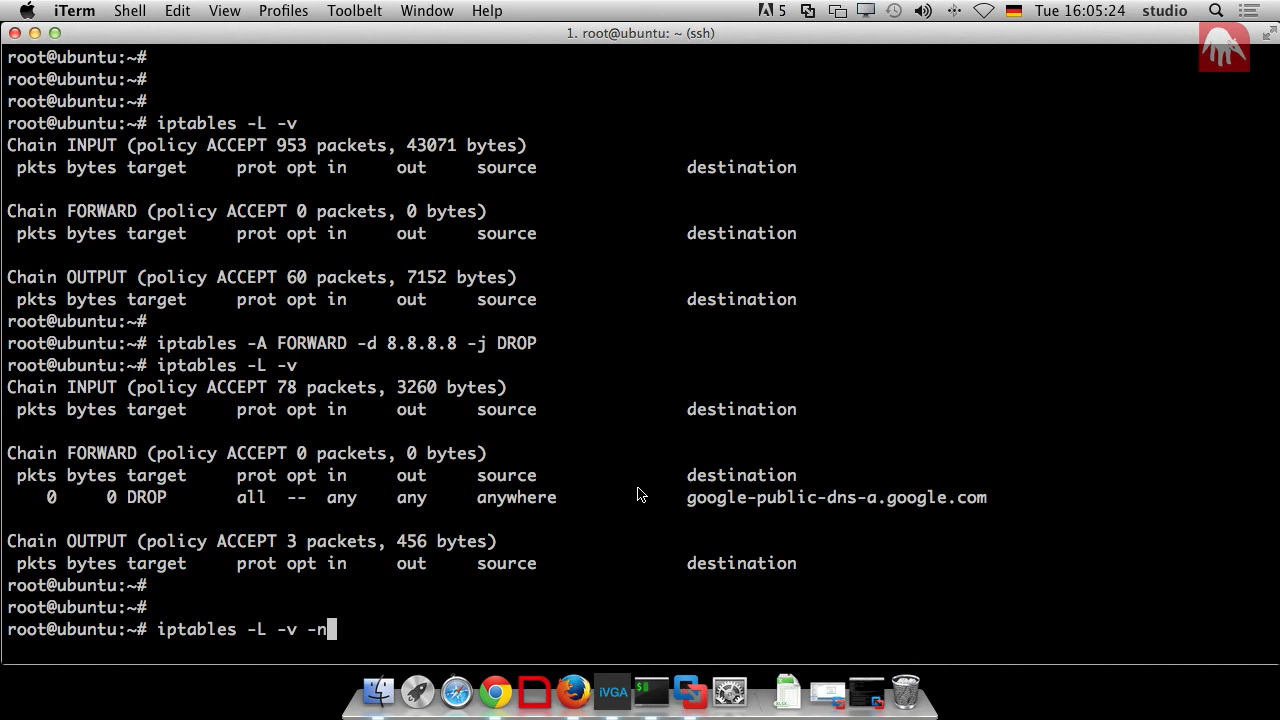 iTerm Shell Edit View Profiles Toolbelt Window Help 5 Tue 16:05:24 studio
1. root@ubuntu: ~ (ssh)
root@ubuntu:~#
root@ubuntu:~#
root@ubuntu:~#
root@ubuntu:~# iptables -L -v
Chain INPUT (policy ACCEPT 953 packets, 43071 bytes)
pkts bytes target prot opt in out source destination
Chain FORWARD (policy ACCEPT 0 packets, 0 bytes)
pkts bytes target prot opt in out source destination
Chain OUTPUT (policy ACCEPT 60 packets, 7152 bytes)
pkts bytes target prot opt in out source destination
root@ubuntu:~#
root@ubuntu:~# iptables -A FORWARD -d 8.8.8.8 -j DROP
root@ubuntu:~# iptables -L -v
Chain INPUT (policy ACCEPT 78 packets, 3260 bytes)
pkts bytes target prot opt in out source destination
Chain FORWARD (policy ACCEPT 0 packets, 0 bytes)
pkts bytes target prot opt in out source destination
0 0 DROP all -- any any anywhere google-public-dns-a.google.com
Chain OUTPUT (policy ACCEPT 3 packets, 456 bytes)
pkts bytes target prot opt in out source destination
root@ubuntu:~#
root@ubuntu:~#
root@ubuntu:~# iptables -L -v -n
iVGA